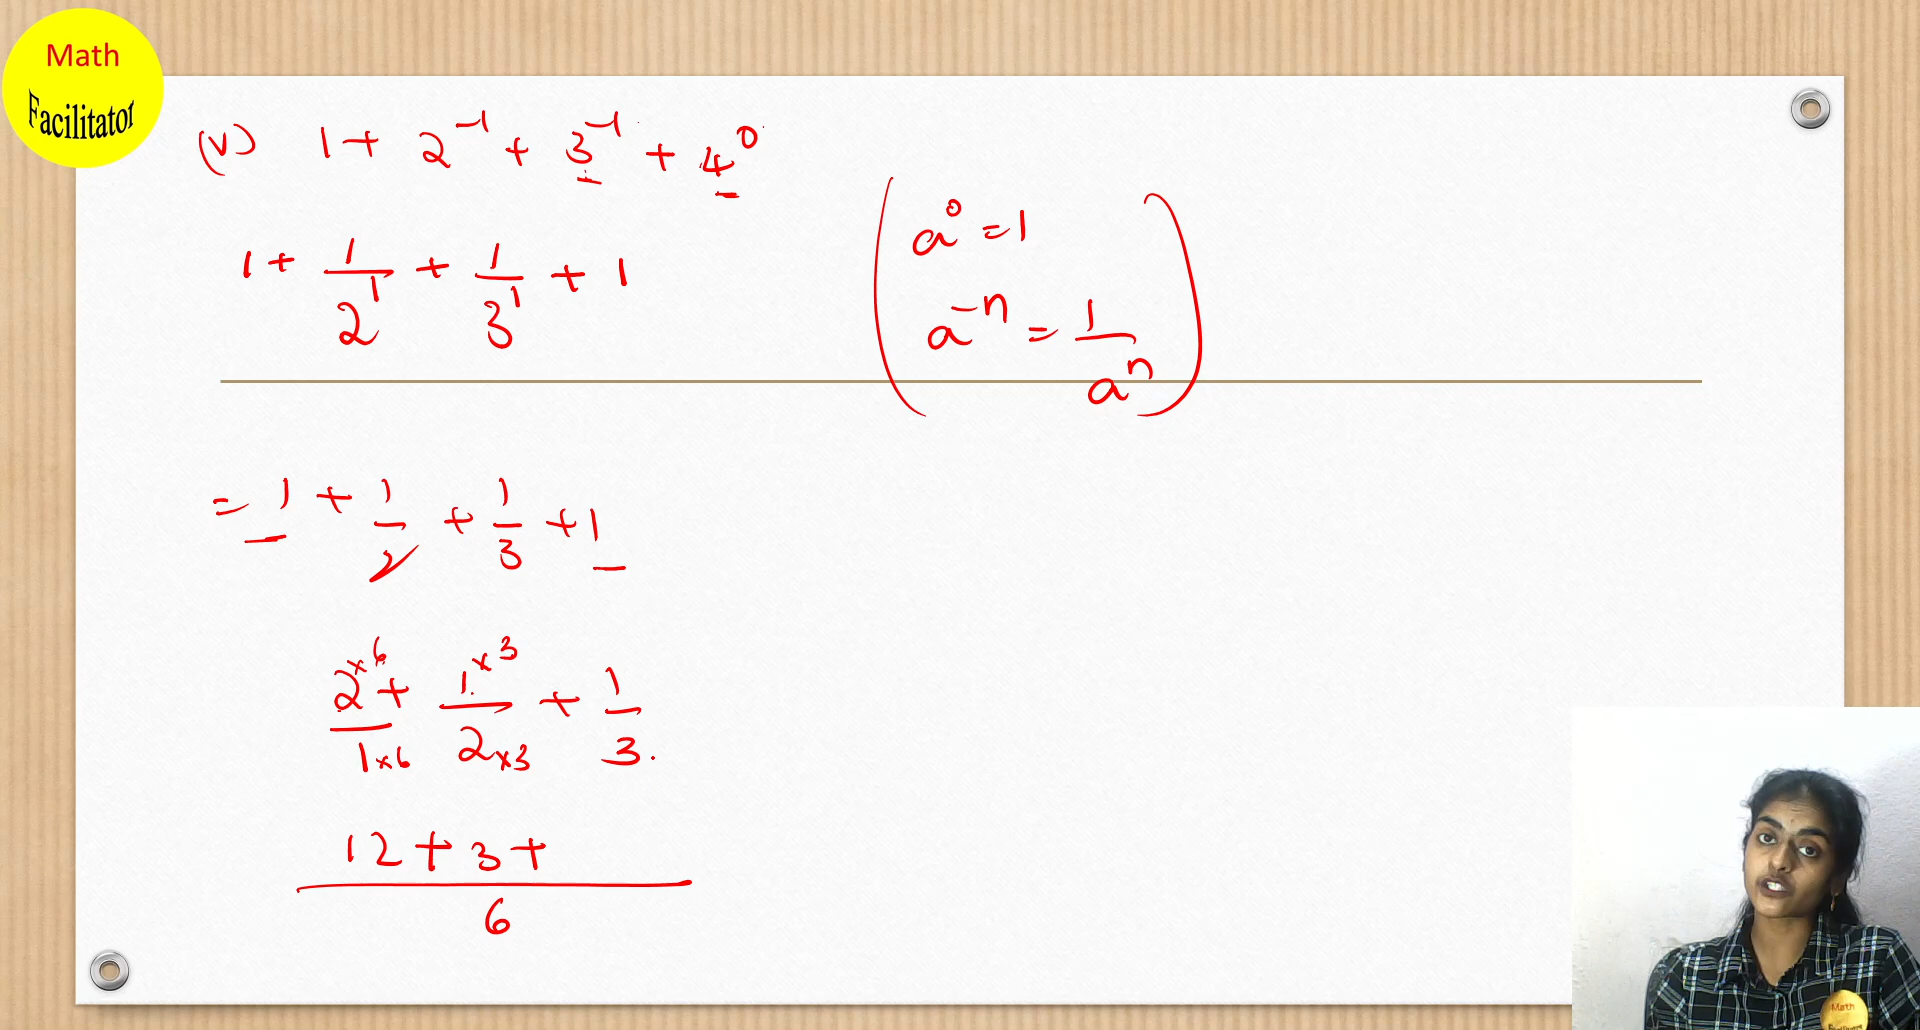 Math
Facilitator
(v) 1 + 2⁻¹ + 3⁻¹ + 4⁰
a⁰ = 1
1 + 1/2¹ + 1/3¹ + 1
a⁻ⁿ = 1/aⁿ
= 1 + 1/2 + 1/3 + 1
2×6/1×6 + 1×3/2×3 + 1/3.
12 + 3 + / 6
Math